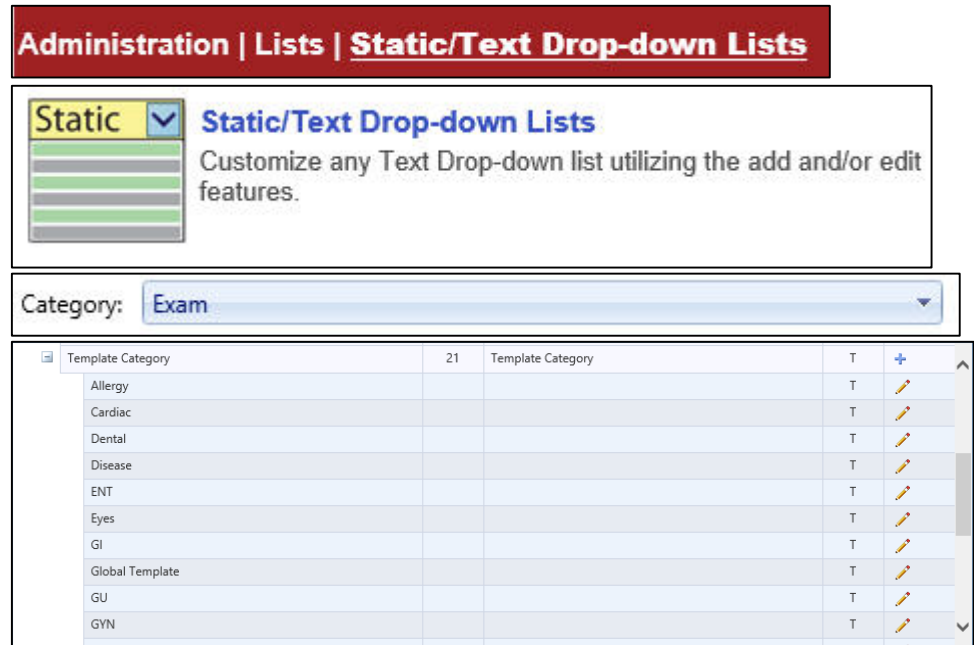 Administration | Lists | Static/Text Drop-down Lists
Static
Static/Text Drop-down Lists
Customize any Text Drop-down list utilizing the add and/or edit
features.
Category: Exam
Template Category 21 Template Category T
Allergy T
Cardiac T
Dental T
Disease T
ENT T
Eyes T
GI T
Global Template T
GU T
GYN T